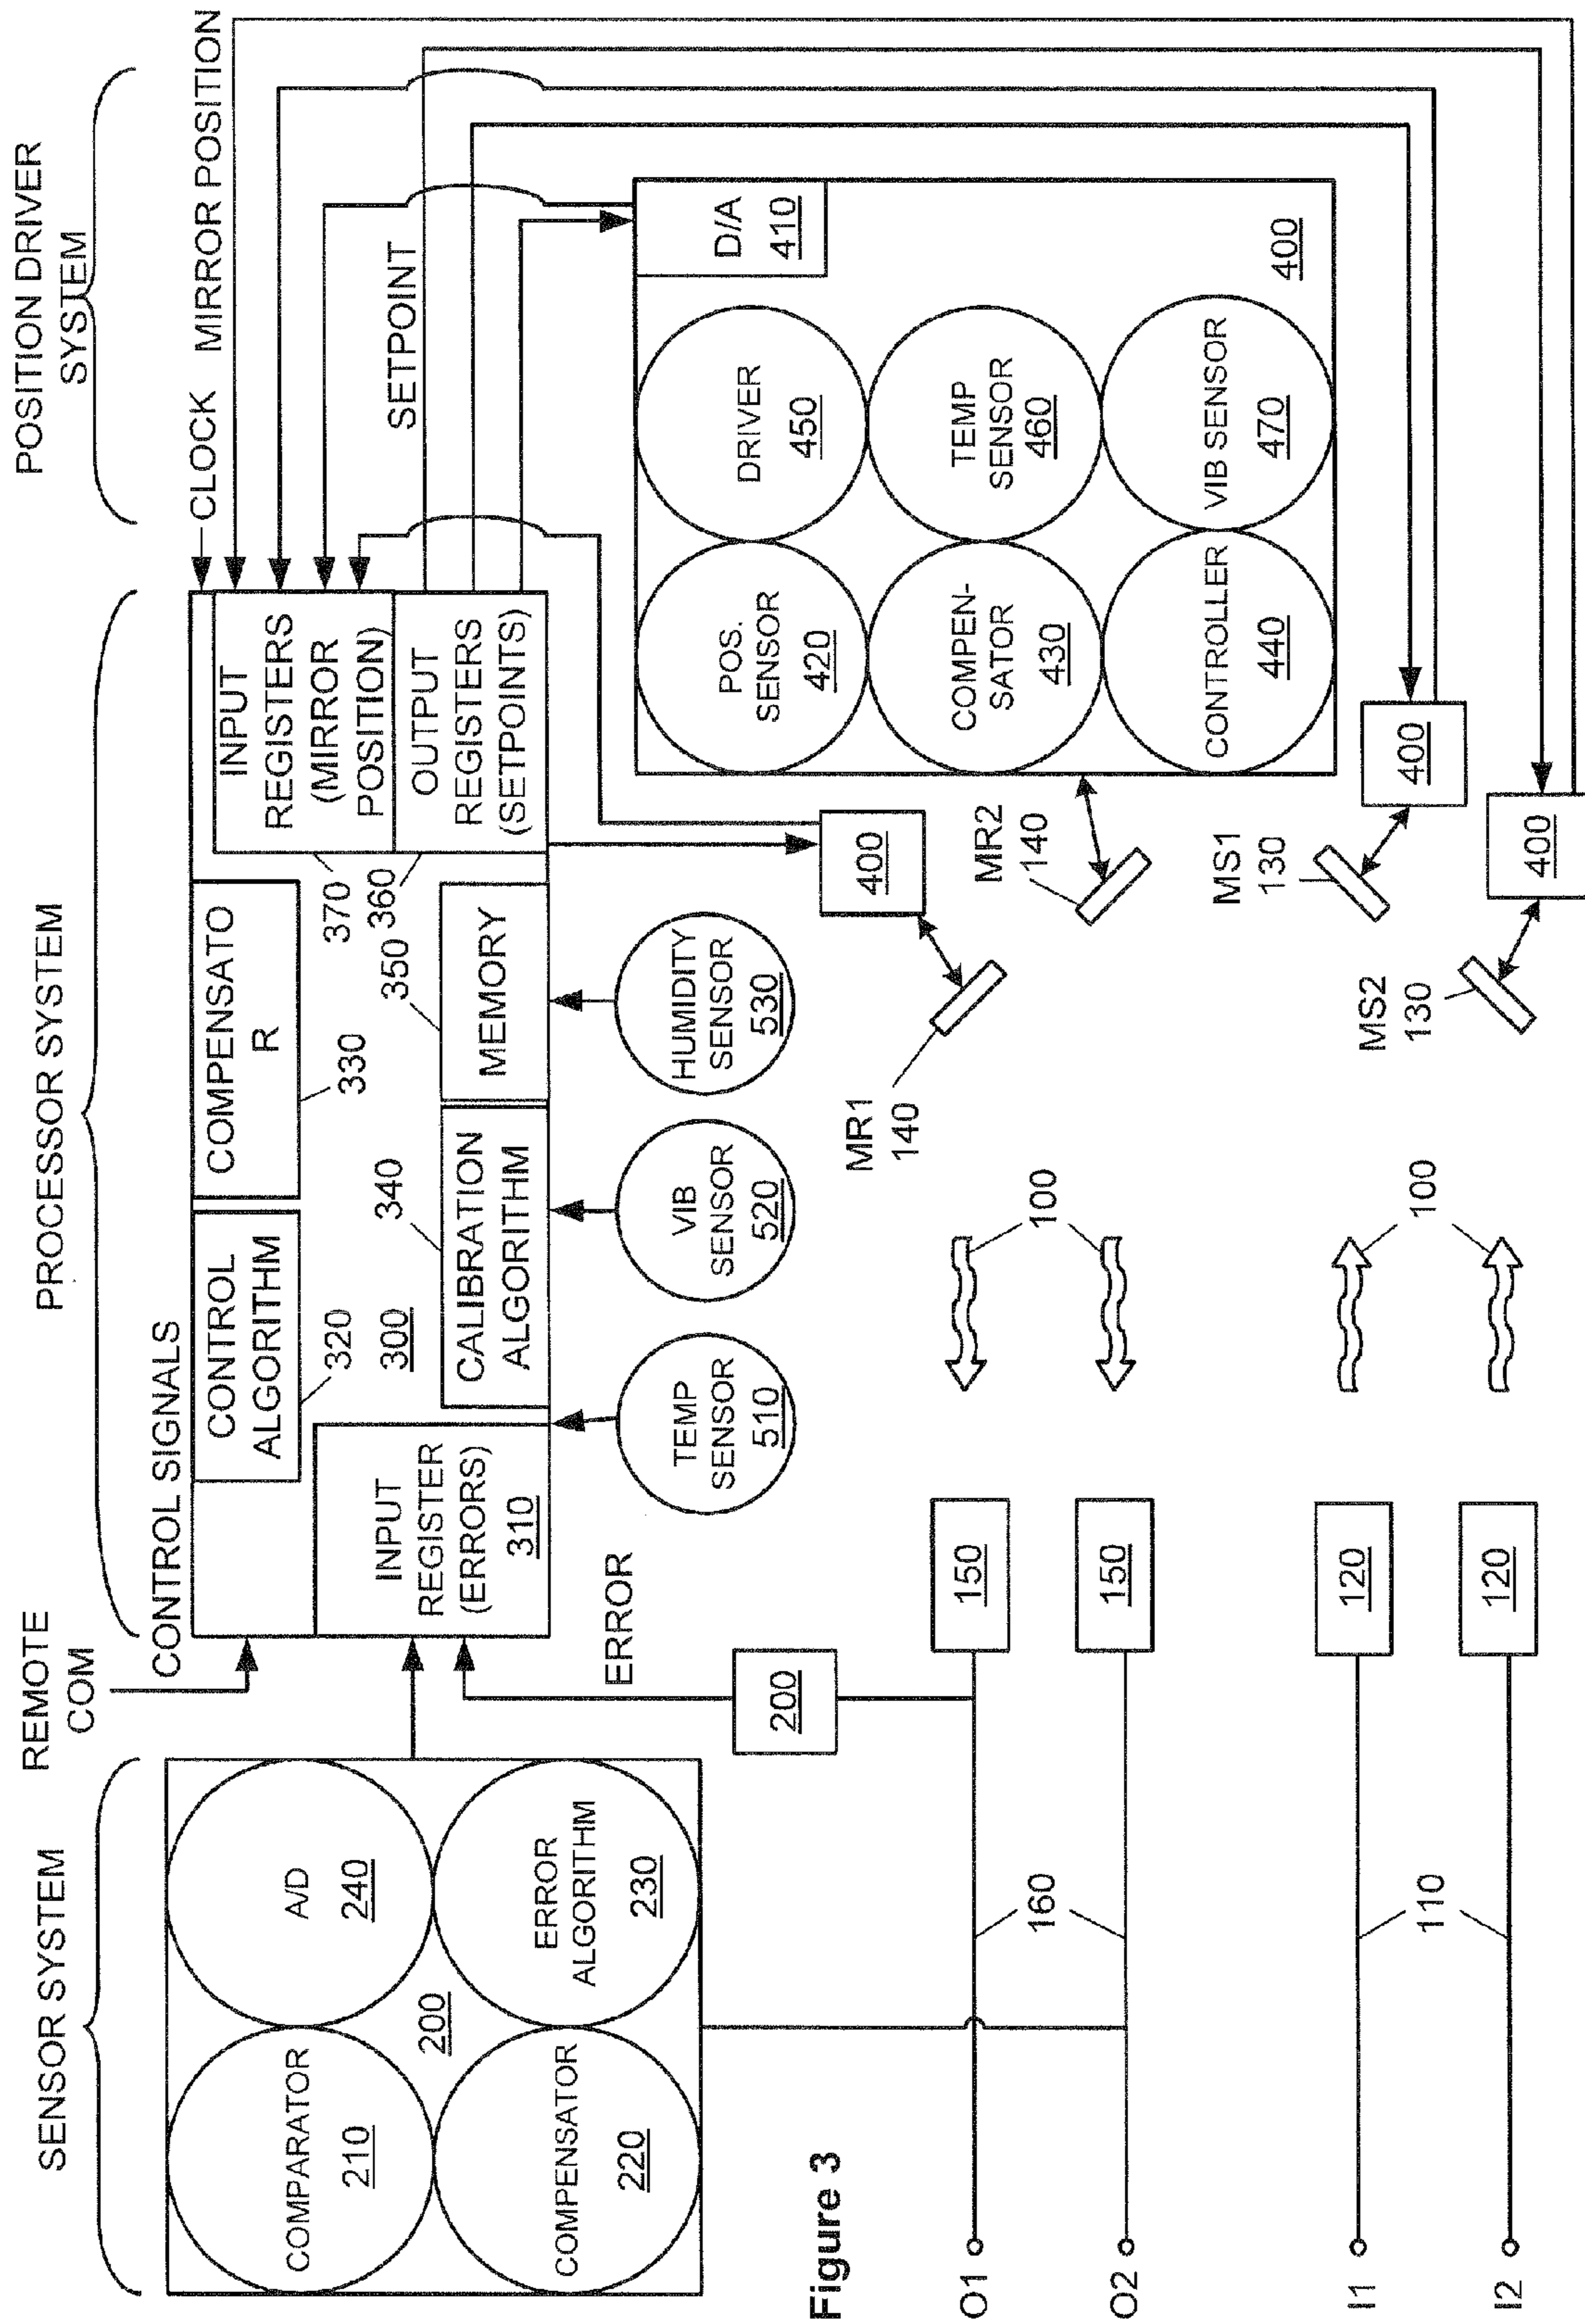 SENSOR SYSTEM
REMOTE
COM
PROCESSOR SYSTEM
POSITION DRIVER
SYSTEM
CONTROL SIGNALS
CLOCK
MIRROR POSITION
SETPOINT
COMPARATOR
210
A/D
240
200
COMPENSATOR
220
ERROR
ALGORITHM
230
CONTROL
ALGORITHM
320
COMPENSATO
R
330
300
INPUT
REGISTER
(ERRORS)
310
340
CALIBRATION
ALGORITHM
350
MEMORY
370
360
INPUT
REGISTERS
(MIRROR
POSITION)
OUTPUT
REGISTERS
(SETPOINTS)
ERROR
200
TEMP
SENSOR
510
VIB
SENSOR
520
HUMIDITY
SENSOR
530
D/A
410
POS.
SENSOR
420
DRIVER
450
COMPEN-
SATOR
430
TEMP
SENSOR
460
CONTROLLER
440
VIB SENSOR
470
400
400
MR1
140
MR2
140
MS1
130
400
MS2
130
400
Figure 3
O1
O2
160
150
150
100
I1
I2
110
120
120
100